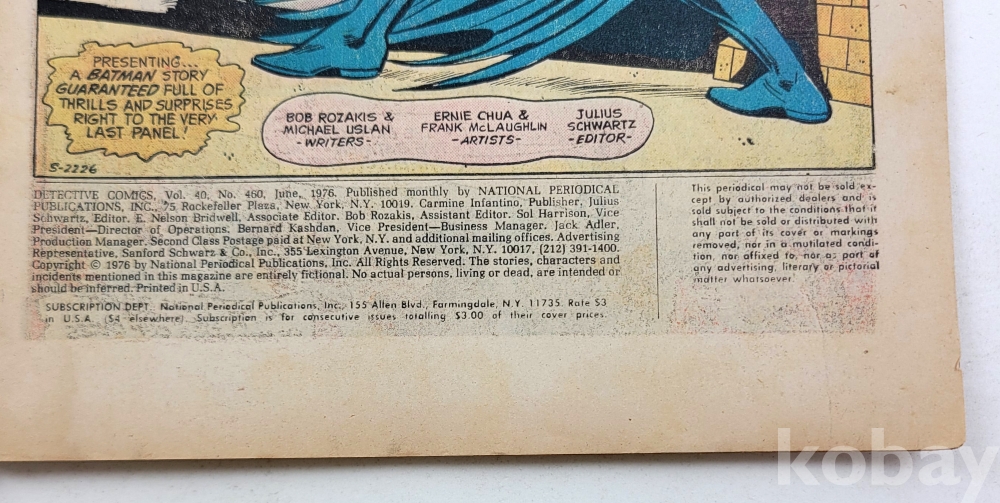 PRESENTING...
A BATMAN STORY
GUARANTEED FULL OF
THRILLS AND SURPRISES
RIGHT TO THE VERY
LAST PANEL!
BOB ROZAKIS &
MICHAEL USLAN
-WRITERS-
ERNIE CHUA &
FRANK McLAUGHLIN
-ARTISTS-
JULIUS
SCHWARTZ
-EDITOR-
S-2226
DETECTIVE COMICS, Vol. 40, No. 460, June, 1976. Published monthly by NATIONAL PERIODICAL
PUBLICATIONS, INC., 75 Rockefeller Plaza, New York, N.Y. 10019. Carmine Infantino, Publisher, Julius
Schwartz, Editor. E. Nelson Bridwell, Associate Editor. Bob Rozakis, Assistant Editor. Sol Harrison, Vice
President—Director of Operations, Bernard Kashdan, Vice President—Business Manager. Jack Adler,
Production Manager. Second Class Postage paid at New York, N.Y. and additional mailing offices. Advertising
Representative, Sanford Schwarz & Co., Inc., 355 Lexington Avenue, New York, N.Y. 10017, (212) 391-1400.
Copyright © 1976 by National Periodical Publications, Inc. All Rights Reserved. The stories, characters and
incidents mentioned in this magazine are entirely fictional. No actual persons, living or dead, are intended or
should be inferred. Printed in U.S.A.
SUBSCRIPTION DEPT. National Periodical Publications, Inc., 155 Allen Blvd., Farmingdale, N.Y. 11735. Rate $3
in U.S.A. ($4 elsewhere). Subscription is for consecutive issues totalling $3.00 of their cover prices.
This periodical may not be sold ex-
cept by authorized dealers and is
sold subject to the conditions that it
shall not be sold or distributed with
any part of its cover or markings
removed, nor in a mutilated condi-
tion, nor affixed to, nor as part of
any advertising, literary or pictorial
matter whatsoever.
kobay